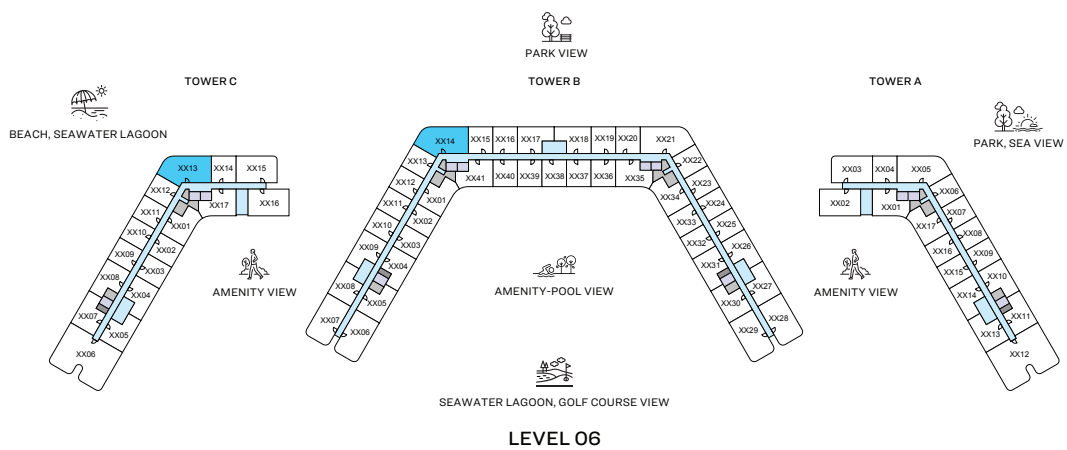 PARK VIEW
TOWER C
TOWER B
TOWER A
BEACH, SEAWATER LAGOON
PARK, SEA VIEW
XX13
XX14
XX15
XX12
XX17
XX16
XX11
XX01
XX10
XX02
XX09
XX03
XX08
XX04
XX07
XX05
XX06
XX14
XX15
XX16
XX17
XX18
XX19
XX20
XX21
XX13
XX41
XX40
XX39
XX38
XX37
XX36
XX35
XX22
XX12
XX01
XX34
XX23
XX11
XX02
XX33
XX24
XX10
XX03
XX32
XX25
XX09
XX04
XX31
XX26
XX08
XX05
XX30
XX27
XX07
XX06
XX29
XX28
XX03
XX04
XX05
XX02
XX01
XX06
XX17
XX07
XX16
XX08
XX15
XX09
XX14
XX10
XX13
XX11
XX12
AMENITY VIEW
AMENITY-POOL VIEW
AMENITY VIEW
SEAWATER LAGOON, GOLF COURSE VIEW
LEVEL 06